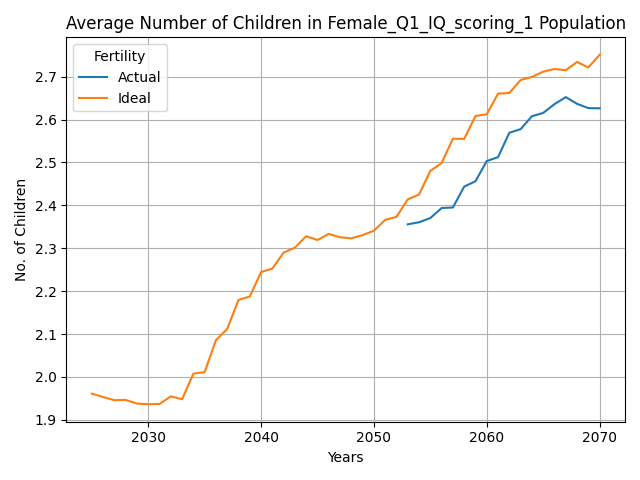 Average Number of Children in Female_Q1_IQ_scoring_1 Population
Fertility
Actual
Ideal
No. of Children
2.7
2.6
2.5
2.4
2.3
2.2
2.1
2.0
1.9
2030 2040 2050 2060 2070
Years